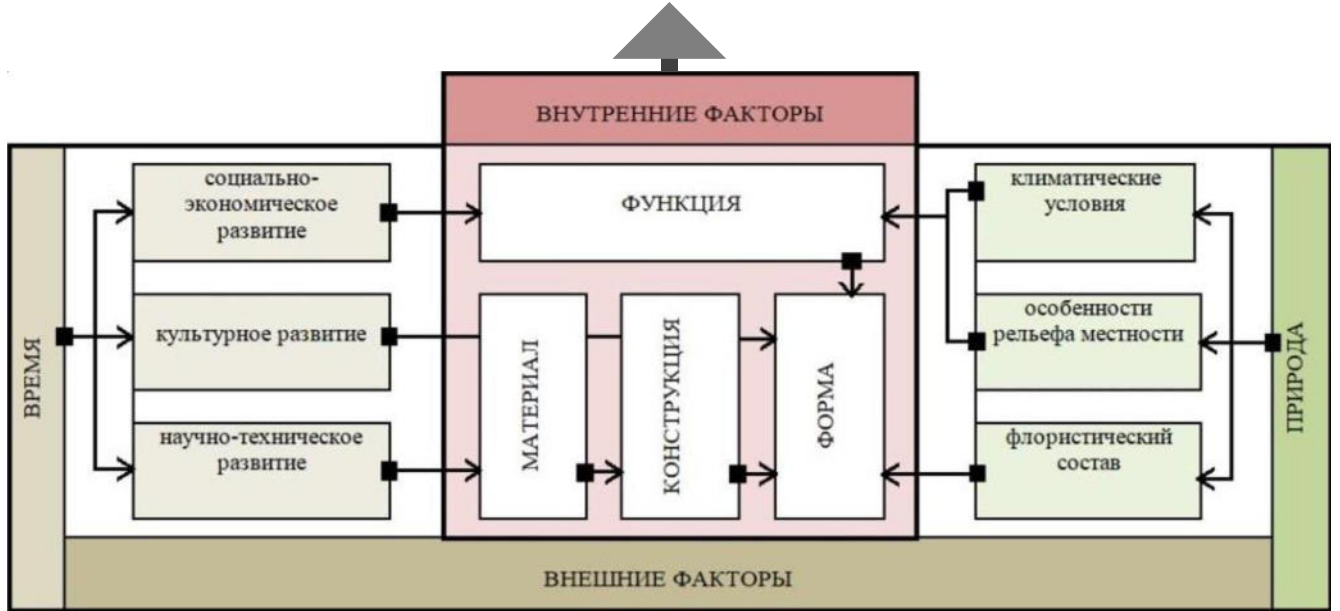 ВНУТРЕННИЕ ФАКТОРЫ
ВРЕМЯ
социально-
экономическое
развитие
культурное развитие
научно-техническое
развитие
ФУНКЦИЯ
МАТЕРИАЛ
КОНСТРУКЦИЯ
ФОРМА
климатические
условия
особенности
рельефа местности
флористический
состав
ПРИРОДА
ВНЕШНИЕ ФАКТОРЫ